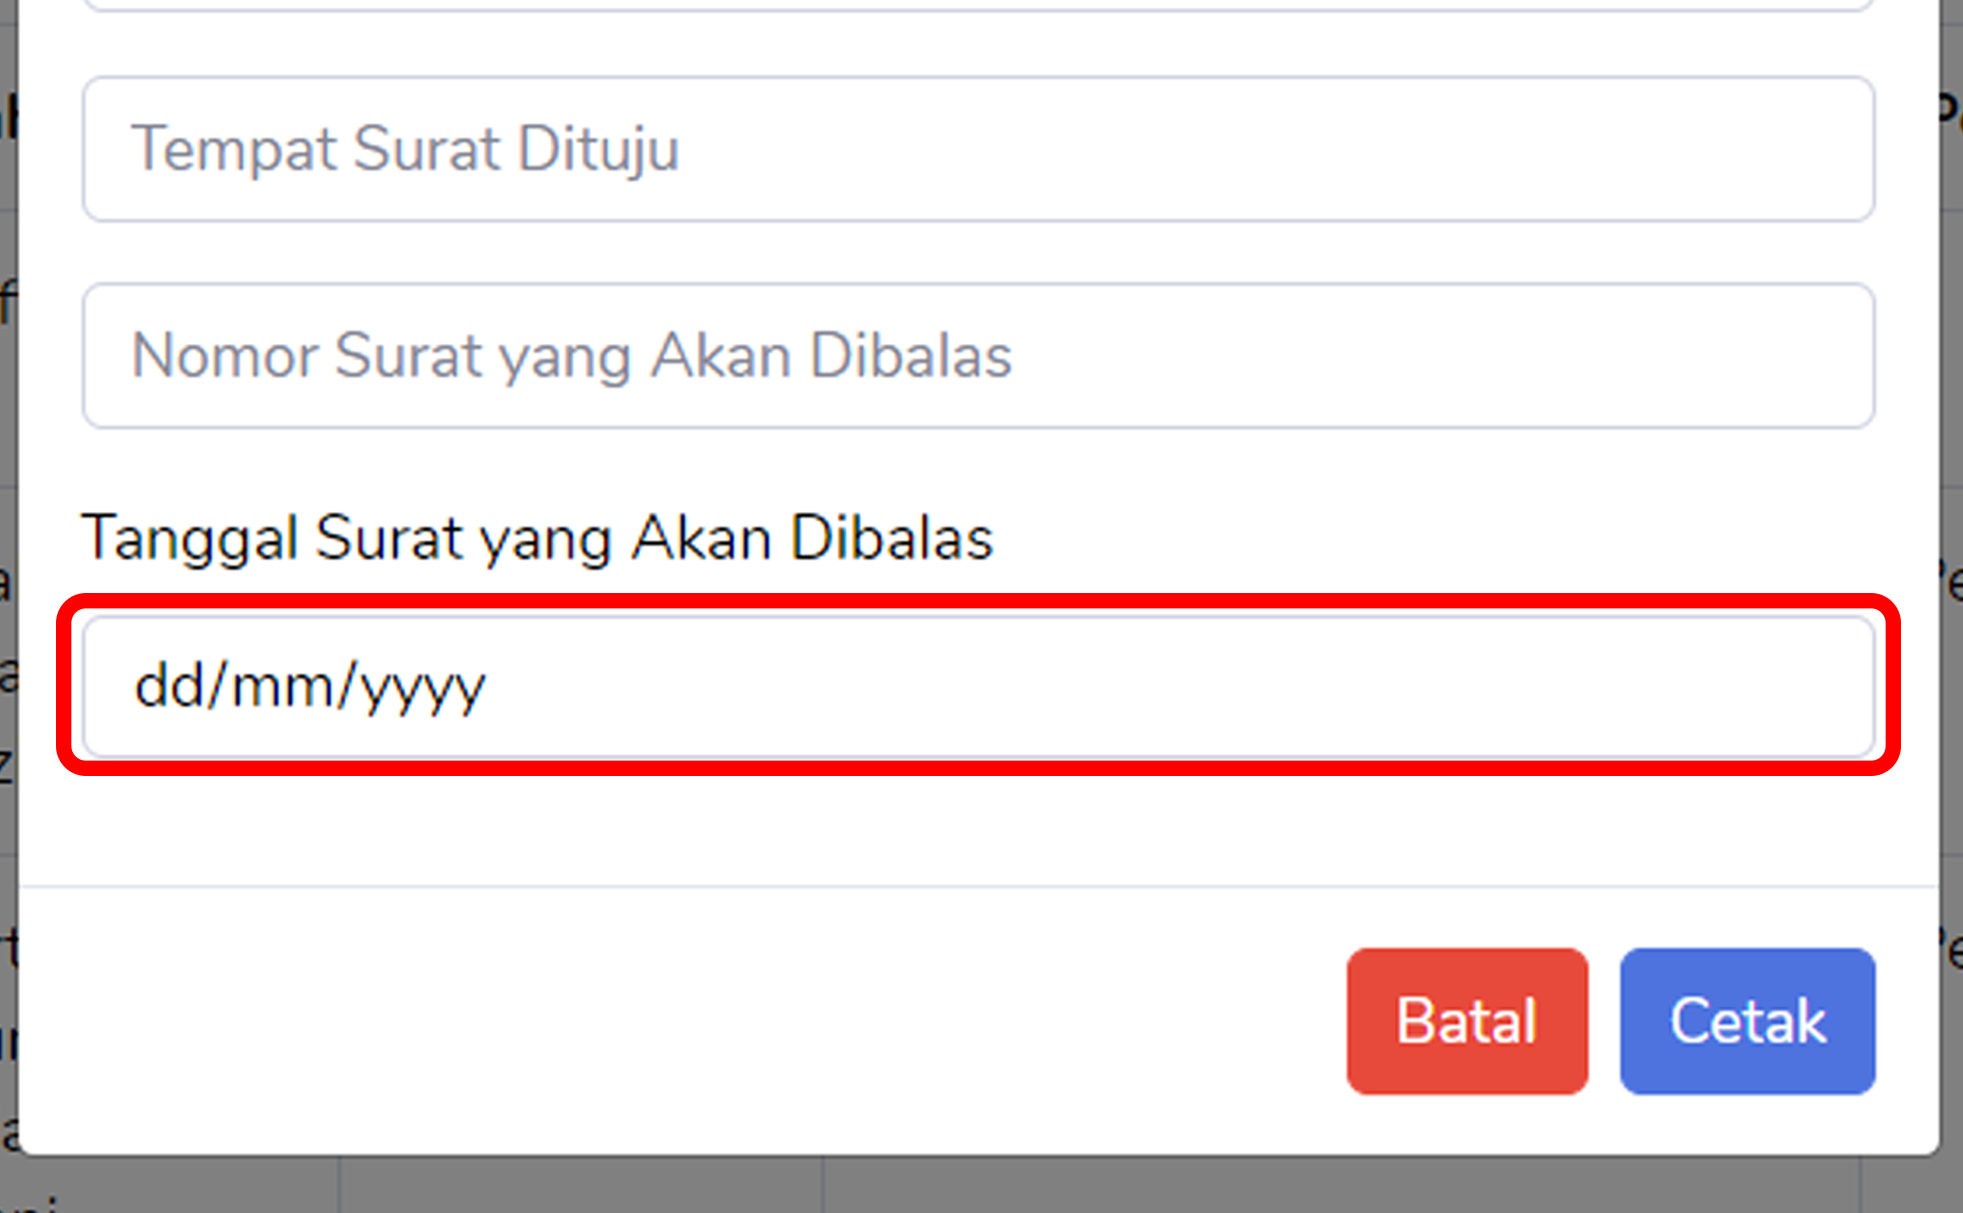 Tempat Surat Dituju
Nomor Surat yang Akan Dibalas
Tanggal Surat yang Akan Dibalas
dd/mm/yyyy
Batal
Cetak